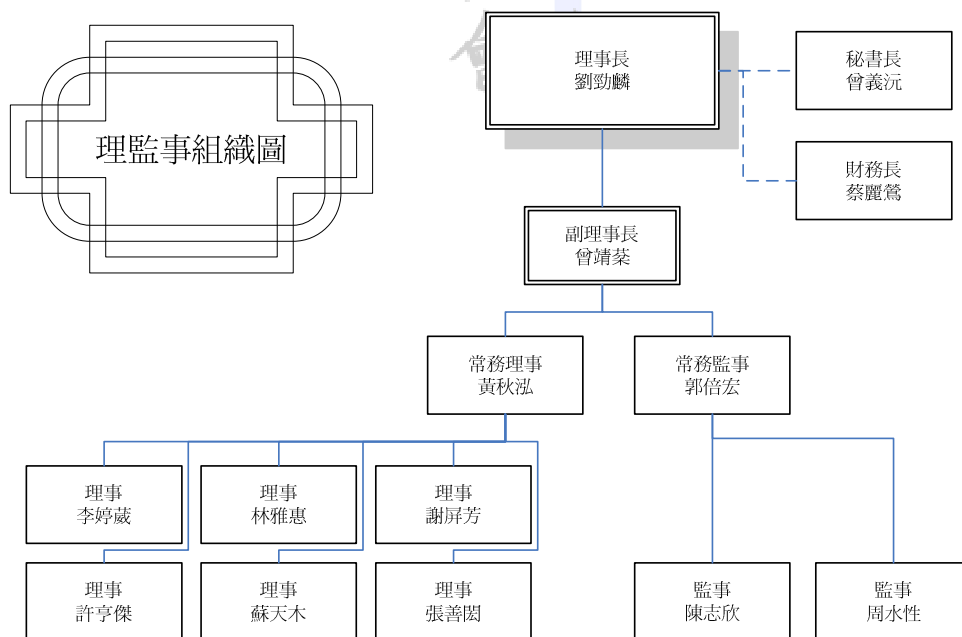 會
理監事組織圖
理事長
劉勁麟
秘書長
曾義沅
財務長
蔡麗鶯
副理事長
曾靖棻
常務理事
黃秋泓
常務監事
郭倍宏
理事
李婷葳
理事
林雅惠
理事
謝屏芳
理事
許亨傑
理事
蘇天木
理事
張善閎
監事
陳志欣
監事
周水性